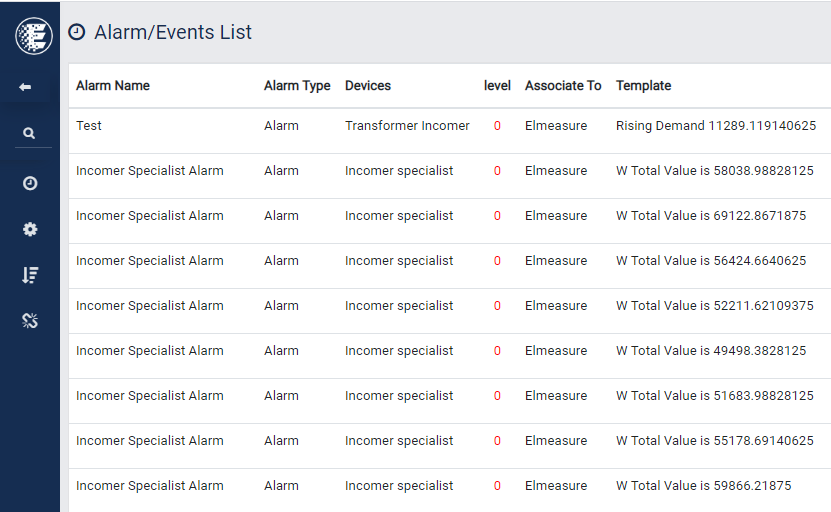 Alarm/Events List
Alarm Name Alarm Type Devices level Associate To Template
Test Alarm Transformer Incomer 0 Elmeasure Rising Demand 11289.119140625
Incomer Specialist Alarm Alarm Incomer specialist 0 Elmeasure W Total Value is 58038.98828125
Incomer Specialist Alarm Alarm Incomer specialist 0 Elmeasure W Total Value is 69122.8671875
Incomer Specialist Alarm Alarm Incomer specialist 0 Elmeasure W Total Value is 56424.6640625
Incomer Specialist Alarm Alarm Incomer specialist 0 Elmeasure W Total Value is 52211.62109375
Incomer Specialist Alarm Alarm Incomer specialist 0 Elmeasure W Total Value is 49498.3828125
Incomer Specialist Alarm Alarm Incomer specialist 0 Elmeasure W Total Value is 51683.98828125
Incomer Specialist Alarm Alarm Incomer specialist 0 Elmeasure W Total Value is 55178.69140625
Incomer Specialist Alarm Alarm Incomer specialist 0 Elmeasure W Total Value is 59866.21875